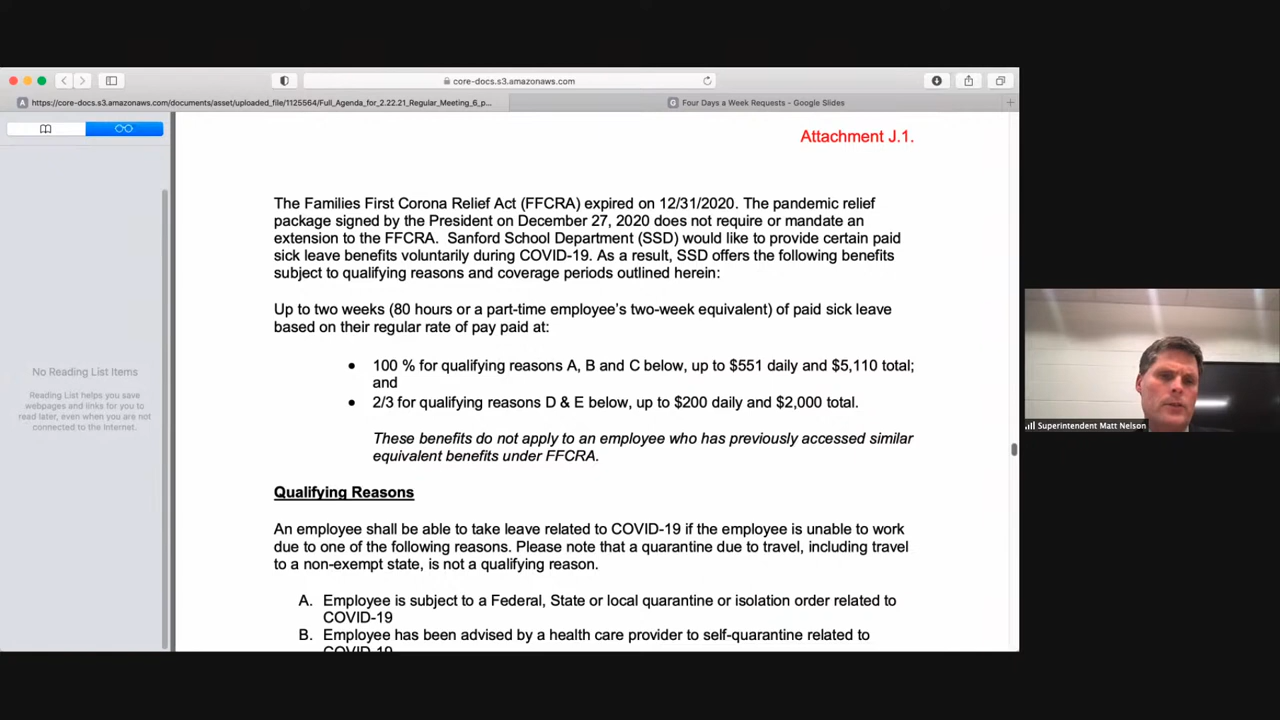 core-docs.s3.amazonaws.com
https://core-docs.s3.amazonaws.com/documents/asset/uploaded_file/1125564/Full_Agenda_for_2.22.21_Regular_Meeting_6_p...
Four Days a Week Requests - Google Slides
No Reading List Items
Reading List helps you save
webpages and links for you to
read later, even when you are not
connected to the Internet.
Attachment J.1.
The Families First Corona Relief Act (FFCRA) expired on 12/31/2020. The pandemic relief
package signed by the President on December 27, 2020 does not require or mandate an
extension to the FFCRA. Sanford School Department (SSD) would like to provide certain paid
sick leave benefits voluntarily during COVID-19. As a result, SSD offers the following benefits
subject to qualifying reasons and coverage periods outlined herein:
Up to two weeks (80 hours or a part-time employee's two-week equivalent) of paid sick leave
based on their regular rate of pay paid at:
• 100 % for qualifying reasons A, B and C below, up to $551 daily and $5,110 total;
and
• 2/3 for qualifying reasons D & E below, up to $200 daily and $2,000 total.
These benefits do not apply to an employee who has previously accessed similar
equivalent benefits under FFCRA.
Qualifying Reasons
An employee shall be able to take leave related to COVID-19 if the employee is unable to work
due to one of the following reasons. Please note that a quarantine due to travel, including travel
to a non-exempt state, is not a qualifying reason.
A. Employee is subject to a Federal, State or local quarantine or isolation order related to
COVID-19
B. Employee has been advised by a health care provider to self-quarantine related to
COVID-19
Superintendent Matt Nelson